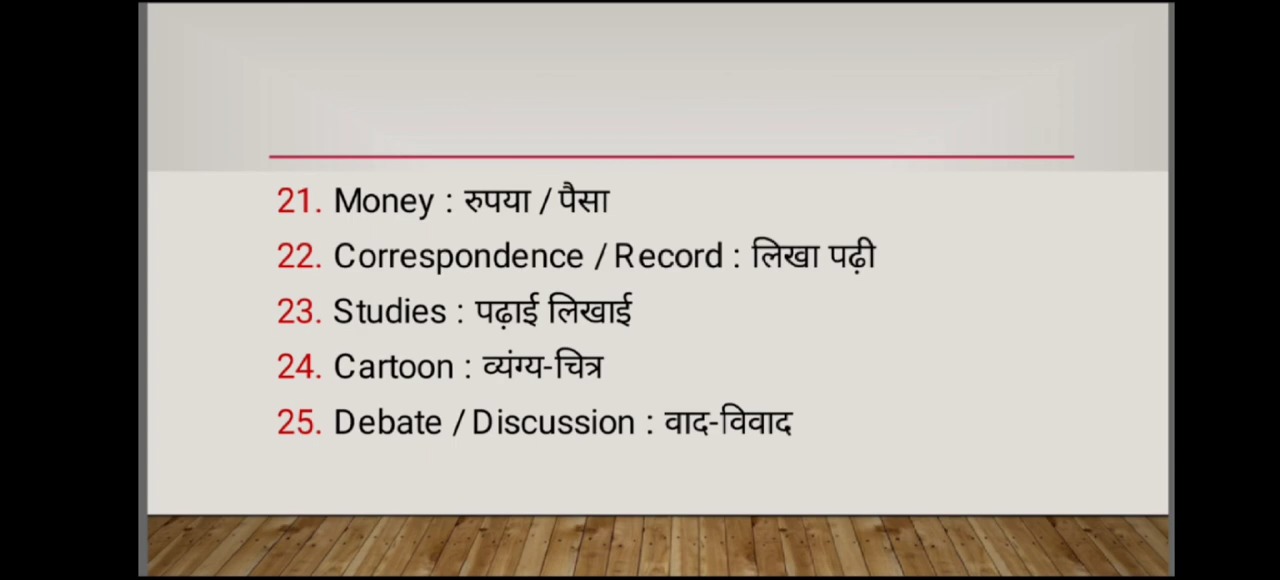 21. Money : रुपया / पैसा
22. Correspondence / Record : लिखा पढ़ी
23. Studies : पढ़ाई लिखाई
24. Cartoon : व्यंग्य-चित्र
25. Debate / Discussion : वाद-विवाद